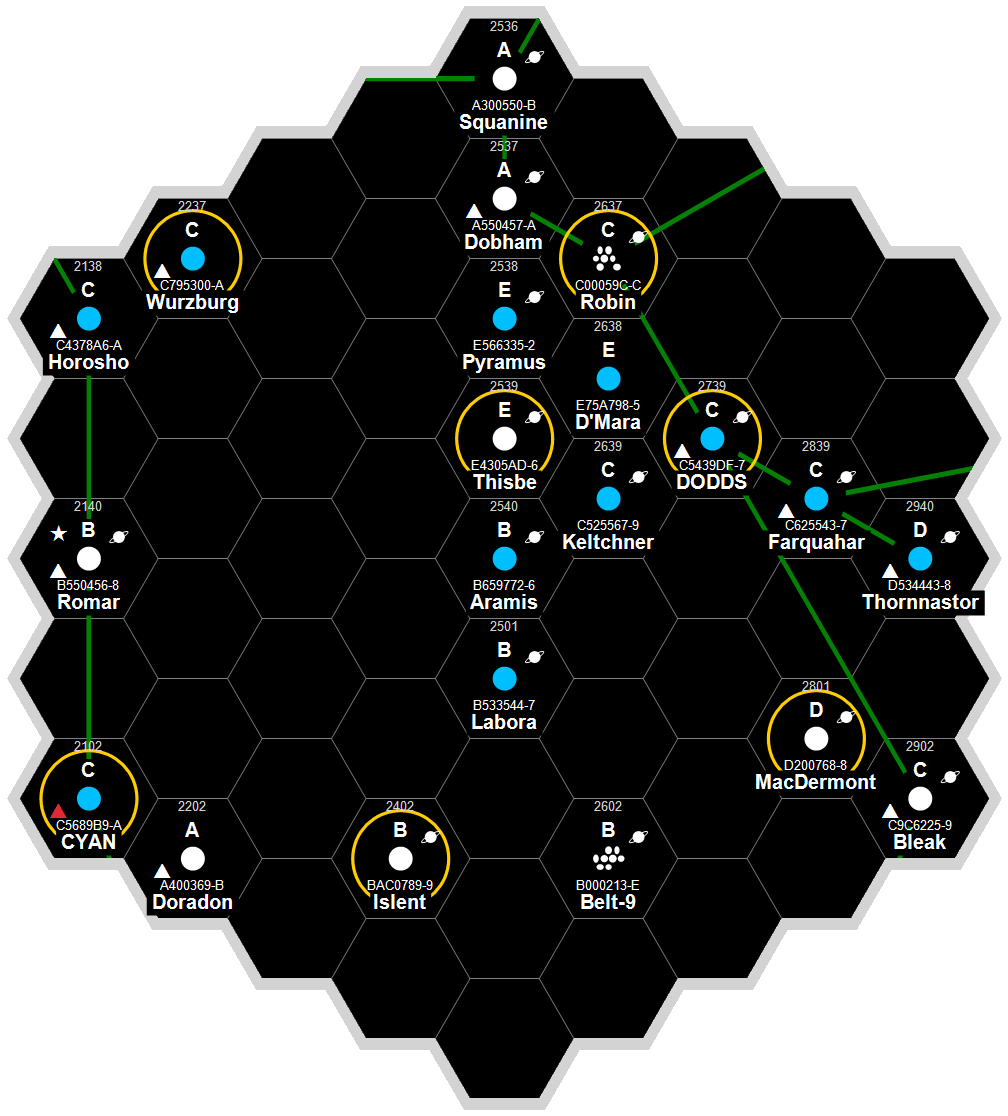 2536
A
A300550-B
Squanine
2537
A
A550457-A
Dobham
2237
C
C795300-A
Wurzburg
2637
C
C00059C-C
Robin
2138
C
C4378A6-A
Horosho
2538
E
E566335-2
Pyramus
2638
E
E75A798-5
D'Mara
2539
E
E4305AD-6
Thisbe
2739
C
C5439DF-7
DODDS
2639
C
C525567-9
Keltchner
2839
C
C625543-7
Farquahar
2140
B
B550456-8
Romar
2540
B
B659772-6
Aramis
2940
D
D534443-8
Thornnastor
2501
B
B533544-7
Labora
2801
D
D200768-8
MacDermont
2102
C
C5689B9-A
CYAN
2902
C
C9C6225-9
Bleak
2202
A
A400369-B
Doradon
2402
B
BAC0789-9
Islent
2602
B
B000213-E
Belt-9